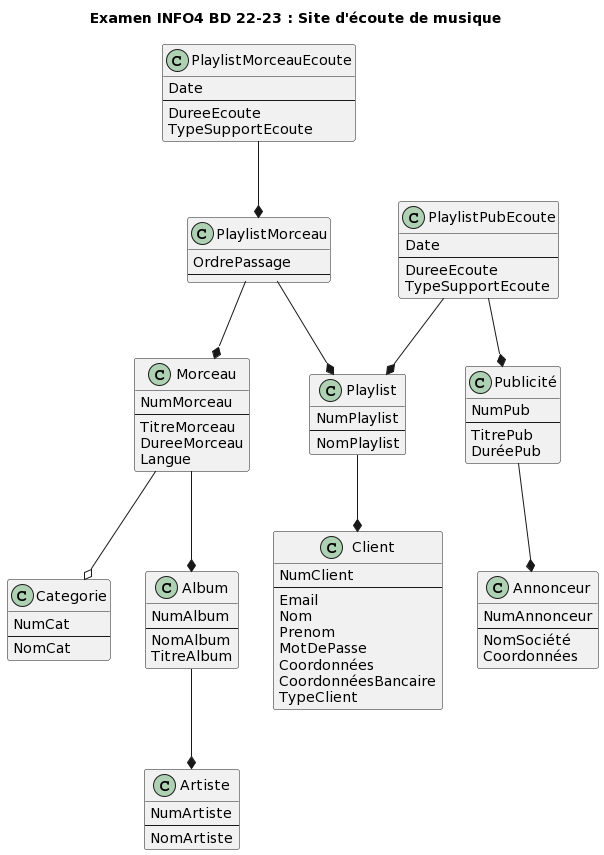 Examen INFO4 BD 22-23 : Site d'écoute de musique
C PlaylistMorceauEcoute
Date
DureeEcoute
TypeSupportEcoute
C PlaylistMorceau
OrdrePassage
C PlaylistPubEcoute
Date
DureeEcoute
TypeSupportEcoute
C Morceau
NumMorceau
TitreMorceau
DureeMorceau
Langue
C Playlist
NumPlaylist
NomPlaylist
C Publicité
NumPub
TitrePub
DuréePub
C Categorie
NumCat
NomCat
C Album
NumAlbum
NomAlbum
TitreAlbum
C Client
NumClient
Email
Nom
Prenom
MotDePasse
Coordonnées
CoordonnéesBancaire
TypeClient
C Annonceur
NumAnnonceur
NomSociété
Coordonnées
C Artiste
NumArtiste
NomArtiste